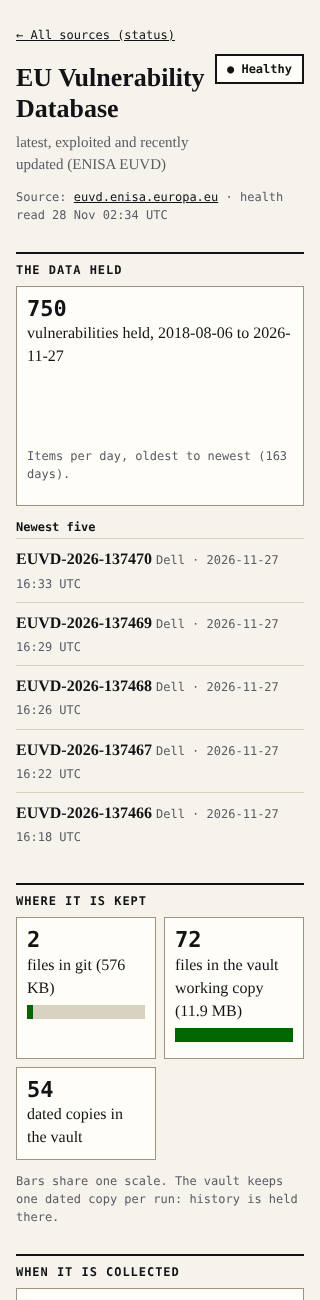 ← All sources (status)
EU Vulnerability
● Healthy
Database
latest, exploited and recently
updated (ENISA EUVD)
Source: euvd.enisa.europa.eu · health
read 28 Nov 02:34 UTC
THE DATA HELD
750
vulnerabilities held, 2018-08-06 to 2026-
11-27
Items per day, oldest to newest (163
days).
Newest five
EUVD-2026-137470 Dell · 2026-11-27
16:33 UTC
EUVD-2026-137469 Dell · 2026-11-27
16:29 UTC
EUVD-2026-137468 Dell · 2026-11-27
16:26 UTC
EUVD-2026-137467 Dell · 2026-11-27
16:22 UTC
EUVD-2026-137466 Dell · 2026-11-27
16:18 UTC
WHERE IT IS KEPT
2
files in git (576
KB)
72
files in the vault
working copy
(11.9 MB)
54
dated copies in
the vault
Bars share one scale. The vault keeps
one dated copy per run: history is held
there.
WHEN IT IS COLLECTED